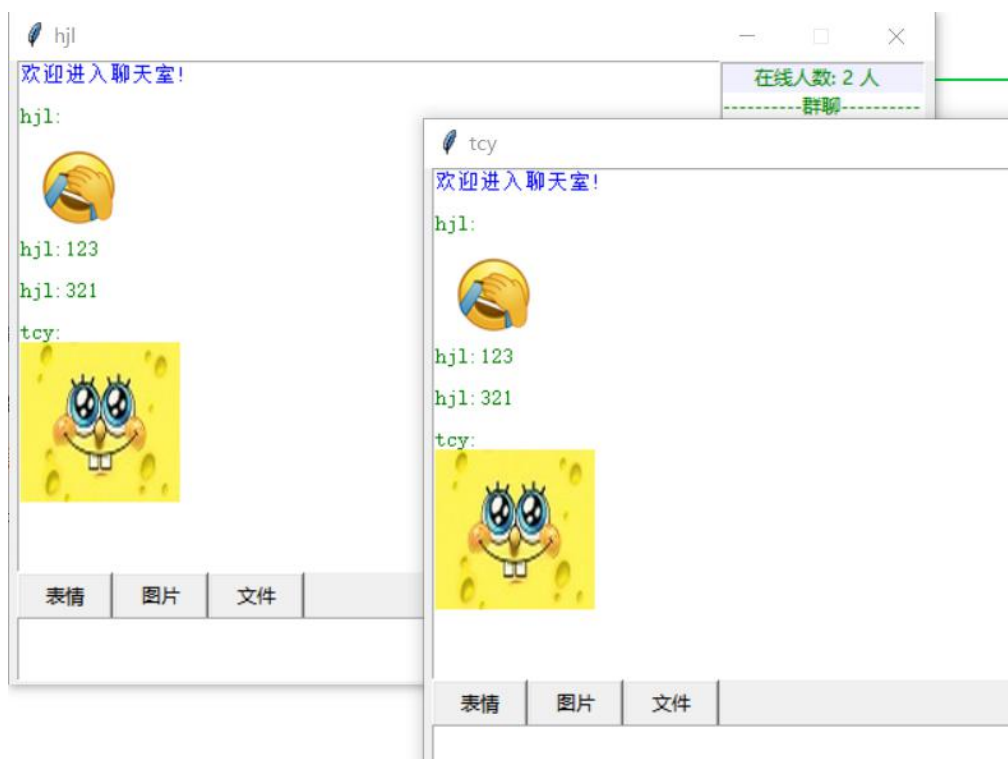 hjl
欢迎进入聊天室!
hjl:
hjl:123
hjl:321
tcy:
表情
图片
文件
在线人数: 2 人
----------群聊----------
tcy
欢迎进入聊天室!
hjl:
hjl:123
hjl:321
tcy:
表情
图片
文件